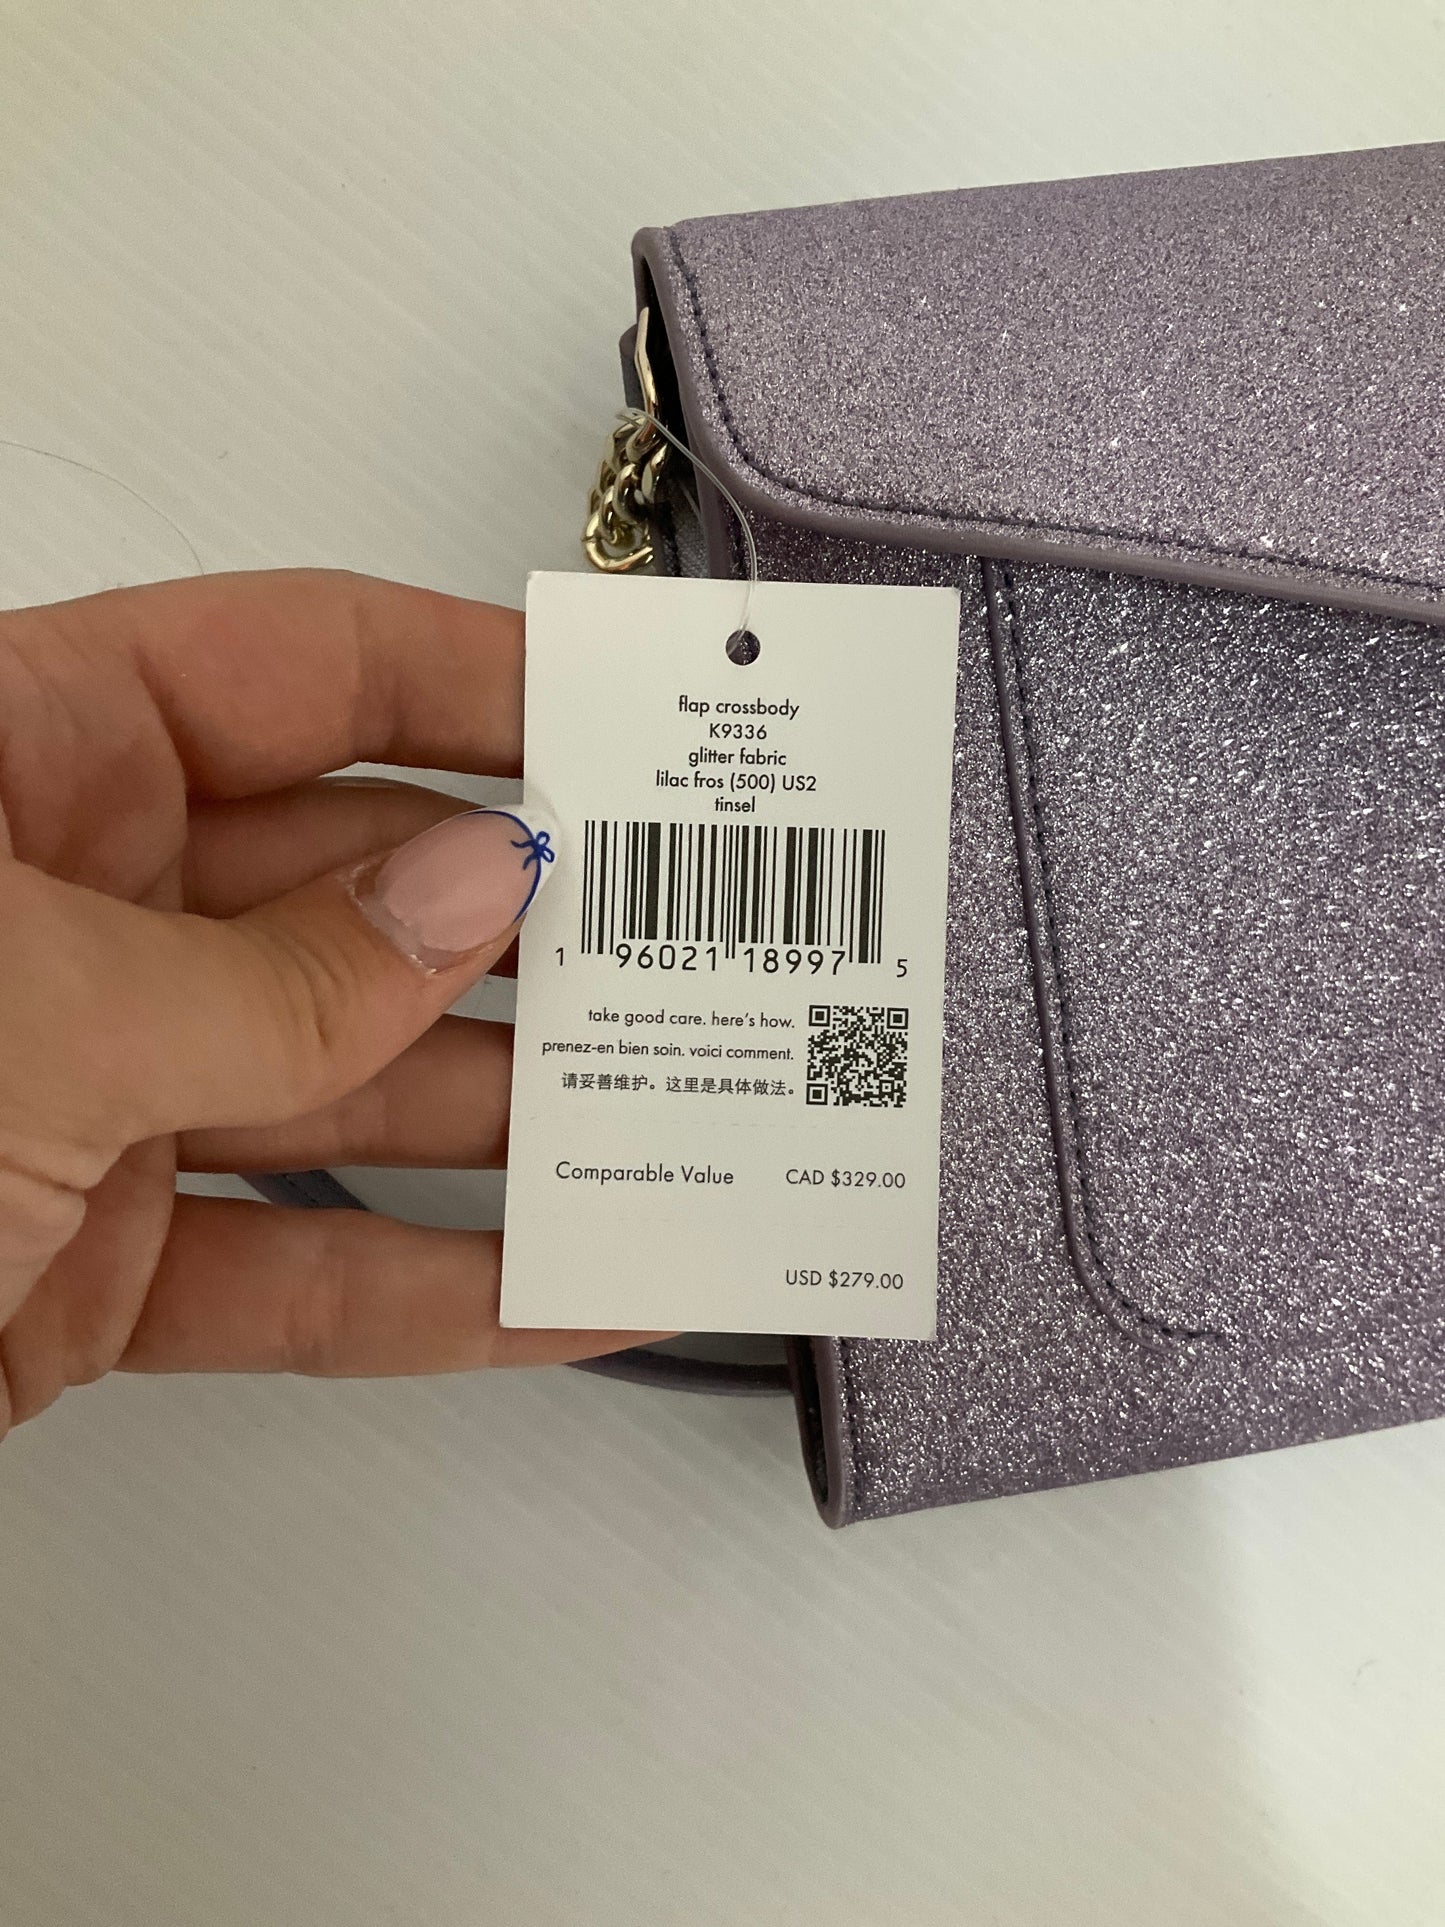 flap crossbody
K9336
glitter fabric
lilac fros (500) US2
tinsel
1 96021 18997 5
take good care. here's how.
prenez-en bien soin. voici comment.
请妥善维护。这里是具体做法。
Comparable Value CAD $329.00
USD $279.00